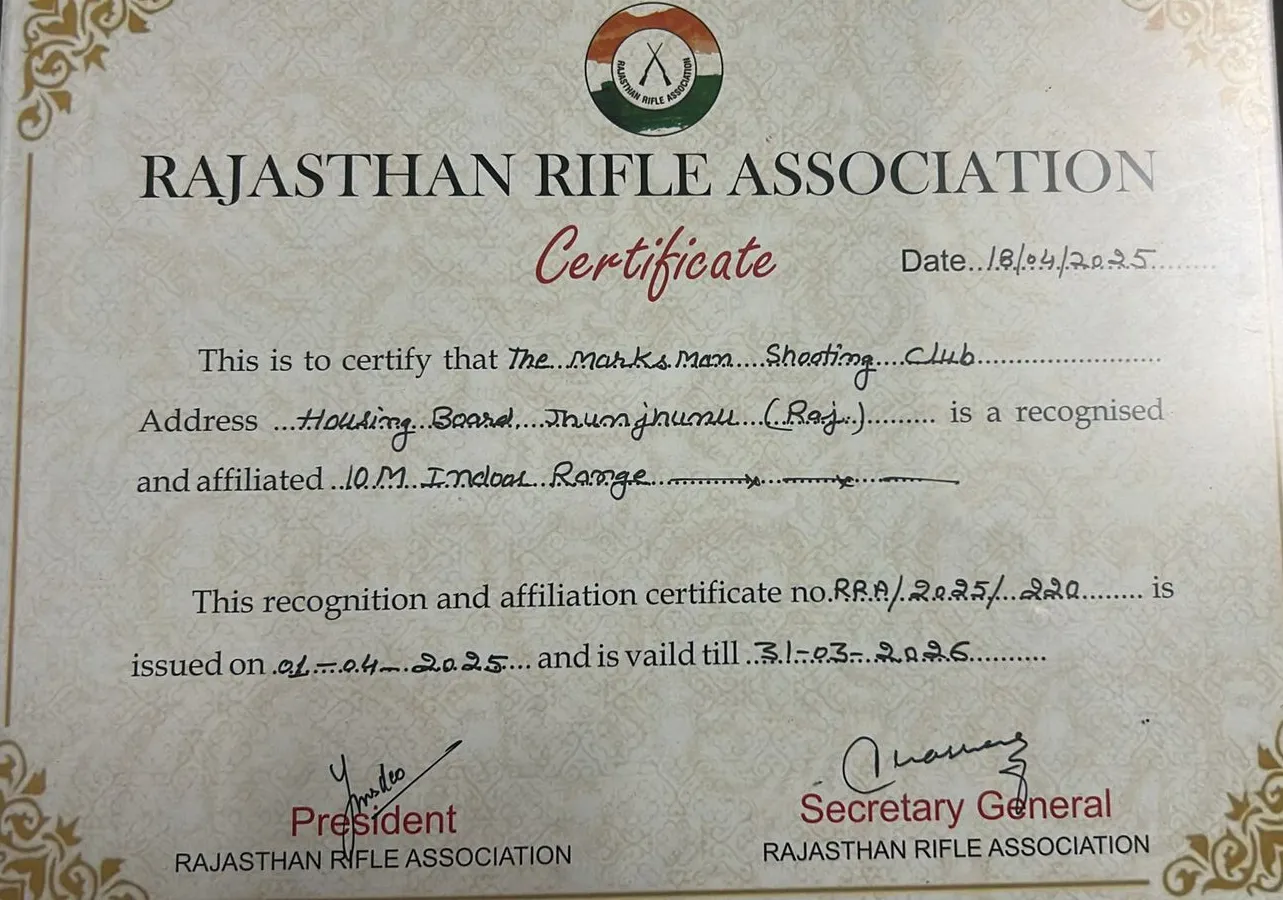 RAJASTHAN RIFLE ASSOCIATION
RAJASTHAN RIFLE ASSOCIATION
Certificate
Date..18/.04/.2025..........
This is to certify that The Marks Man Shooting Club
Address Housing Board, Jhunjhunu (Raj.) is a recognised
and affiliated 10.M. Indoor Range
This recognition and affiliation certificate no. RRA/2025/220 is
issued on 01-04-2025 and is vaild till 31-03-2026
President
Secretary General
RAJASTHAN RIFLE ASSOCIATION
RAJASTHAN RIFLE ASSOCIATION